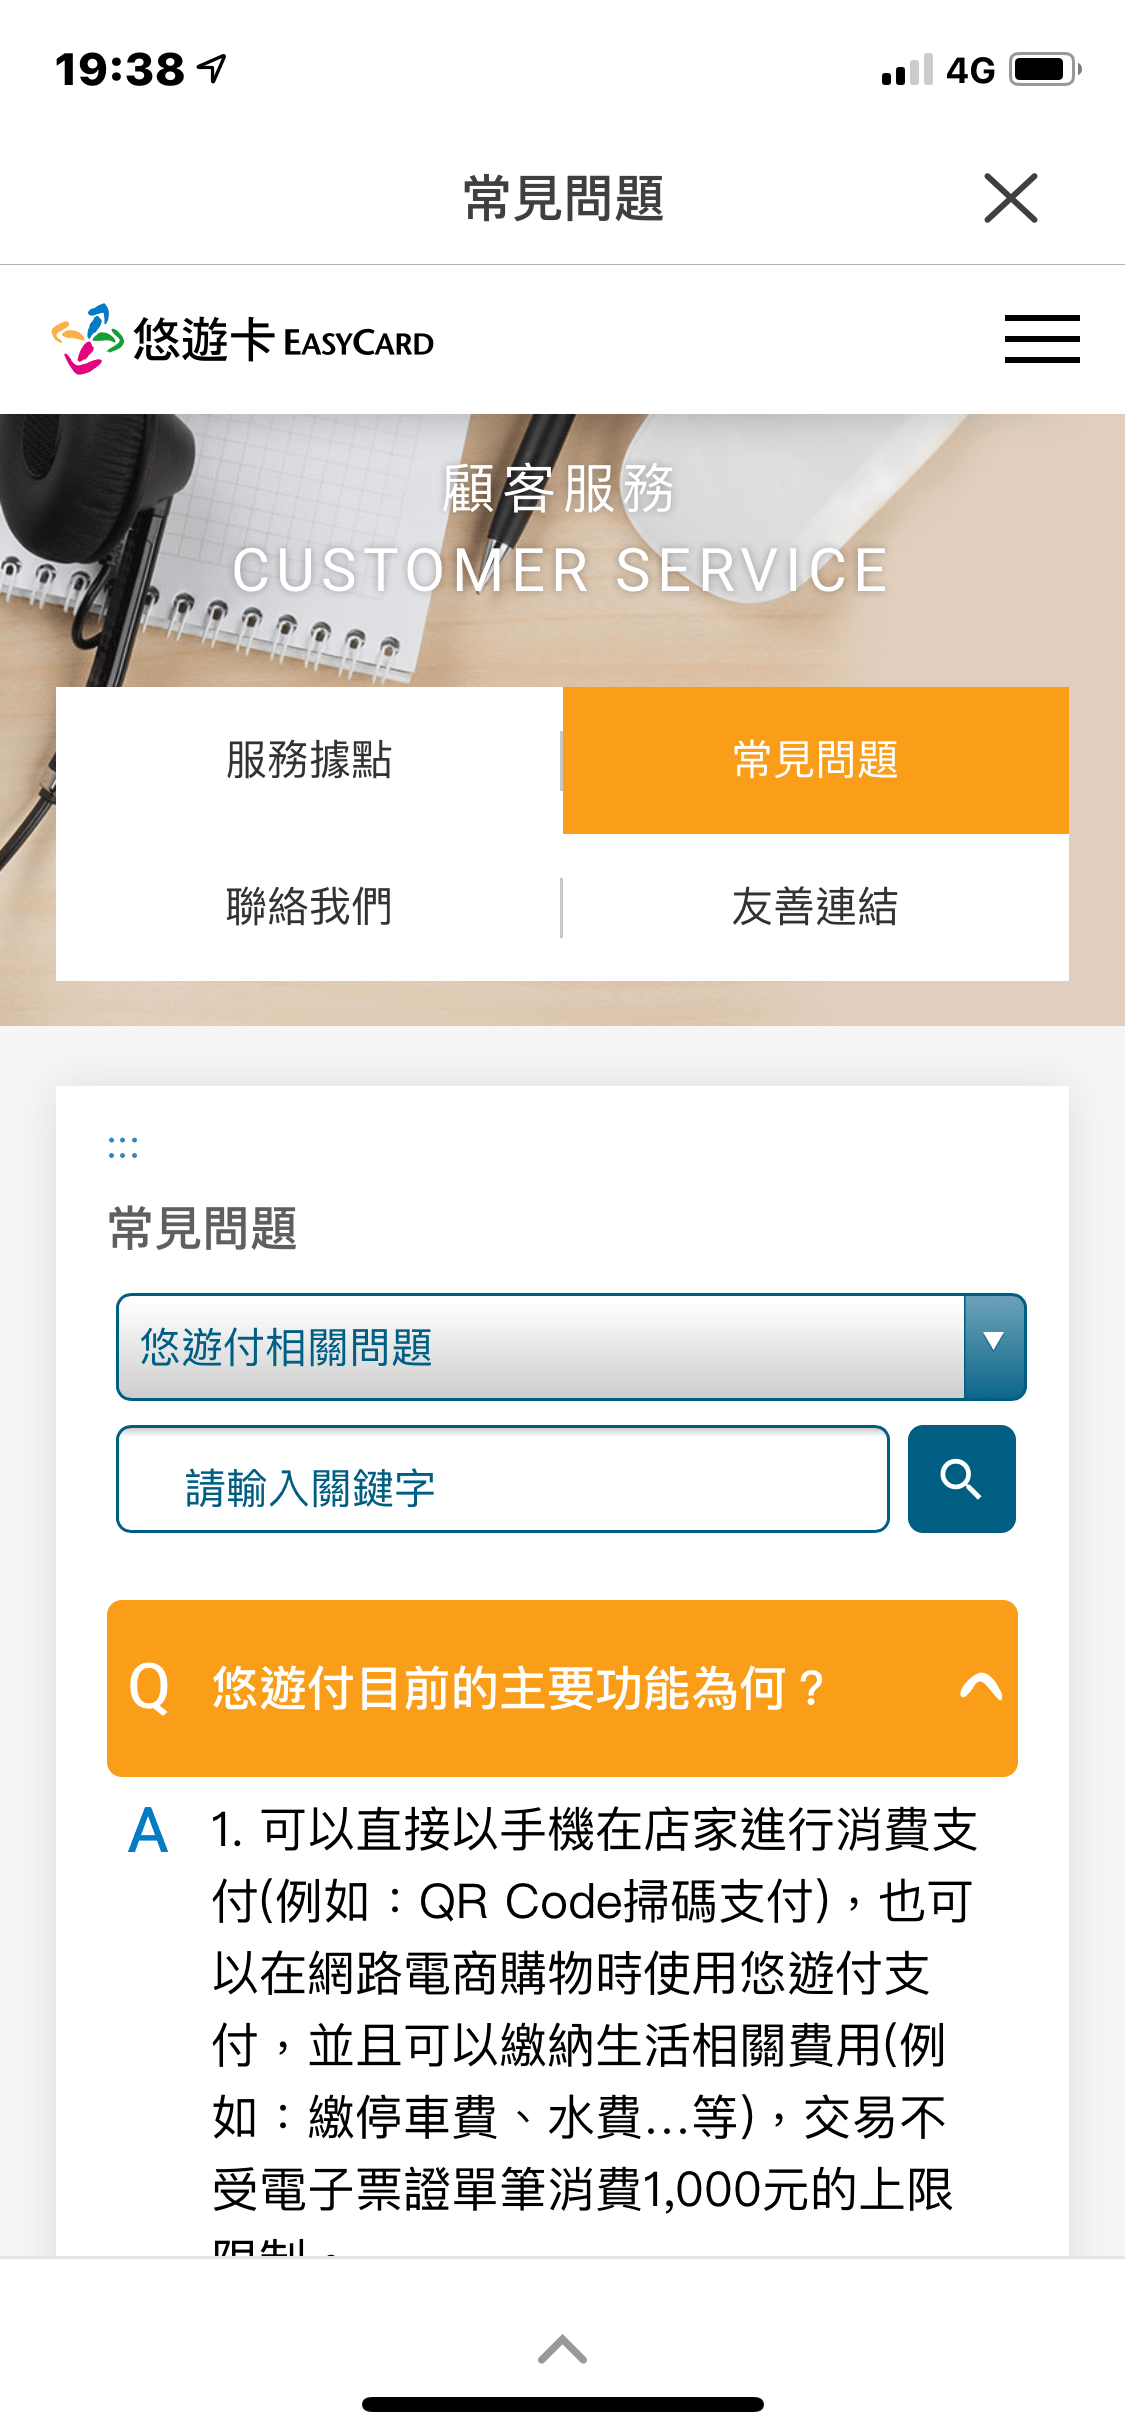 19:38
4G
常見問題
悠遊卡 EASYCARD
顧客服務
CUSTOMER SERVICE
服務據點
常見問題
聯絡我們
友善連結
常見問題
悠遊付相關問題
請輸入關鍵字
Q 悠遊付目前的主要功能為何？
A 1. 可以直接以手機在店家進行消費支
付(例如：QR Code掃碼支付)，也可
以在網路電商購物時使用悠遊付支
付，並且可以繳納生活相關費用(例
如：繳停車費、水費...等)，交易不
受電子票證單筆消費1,000元的上限
限制。